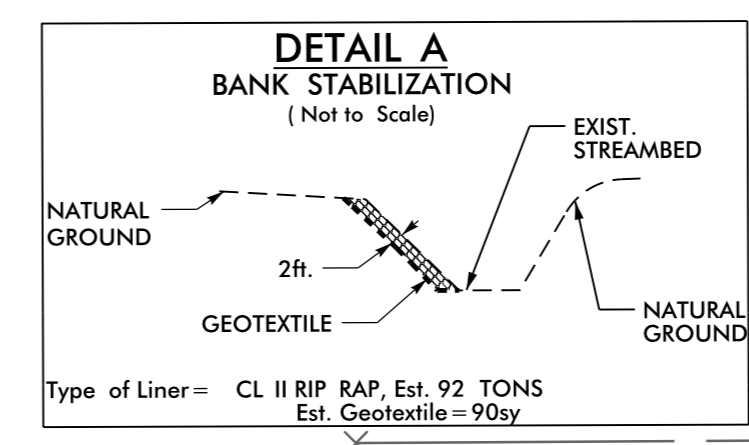 DETAIL A
BANK STABILIZATION
( Not to Scale)
EXIST.
STREAMBED
NATURAL
GROUND
2ft.
GEOTEXTILE
NATURAL
GROUND
Type of Liner= CL II RIP RAP, Est. 92 TONS
Est. Geotextile=90sy